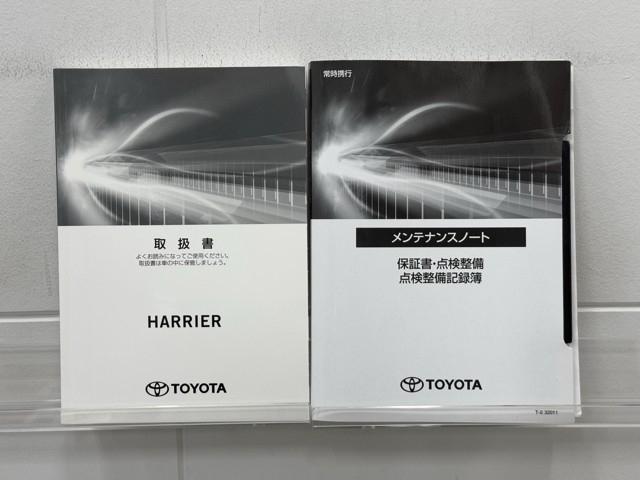 取扱書
よくお読みになってご使用ください。
取扱書は車の中に保管しましょう。
HARRIER
TOYOTA
常時携行
メンテナンスノート
保証書・点検整備
点検整備記録簿
TOYOTA
T-Ⅱ 32011